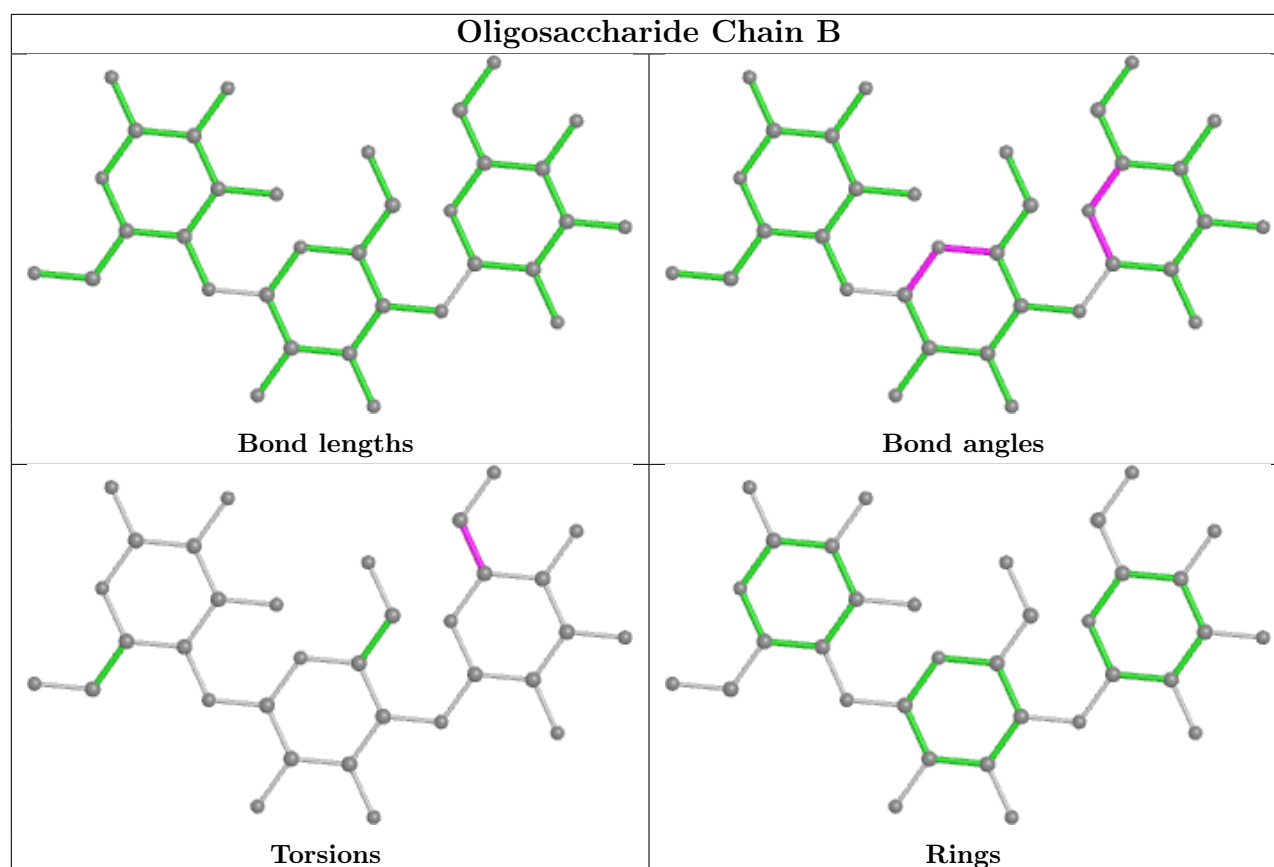 Oligosaccharide Chain B
Bond lengths
Bond angles
Torsions
Rings